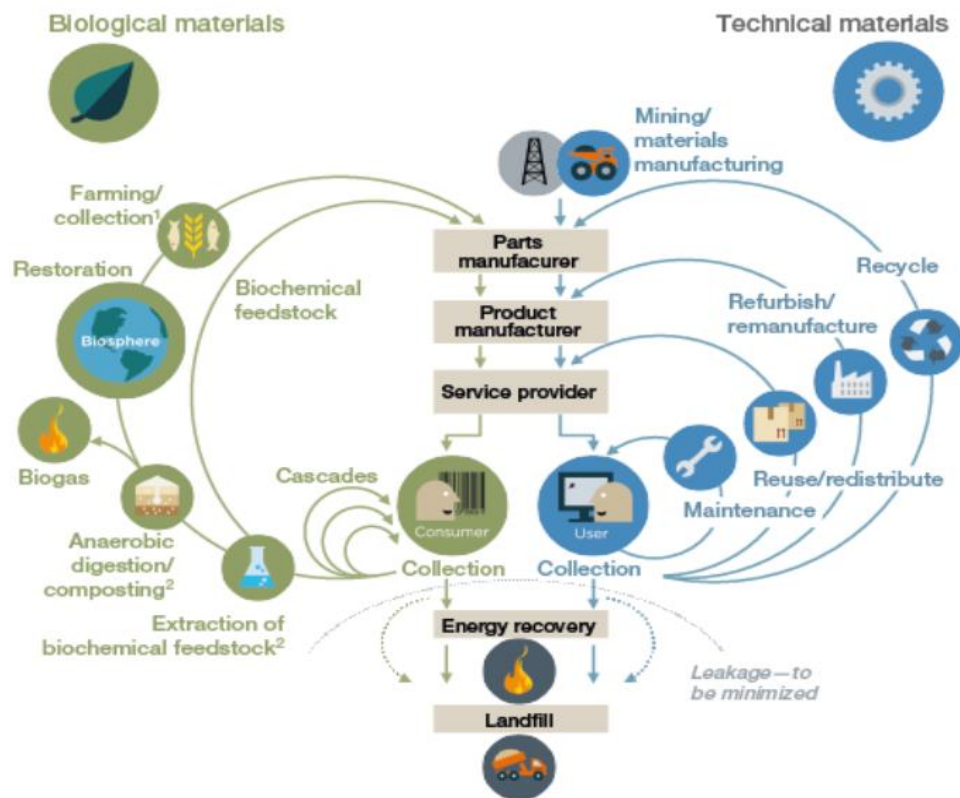 Biological materials
Technical materials
Mining/
materials
manufacturing
Farming/
collection¹
Restoration
Biosphere
Biochemical
feedstock
Parts
manufacurer
Recycle
Product
manufacturer
Refurbish/
remanufacture
Service provider
Biogas
Cascades
Consumer
User
Reuse/redistribute
Maintenance
Anaerobic
digestion/
composting²
Collection
Collection
Extraction of
biochemical feedstock²
Energy recovery
Leakage—to
be minimized
Landfill